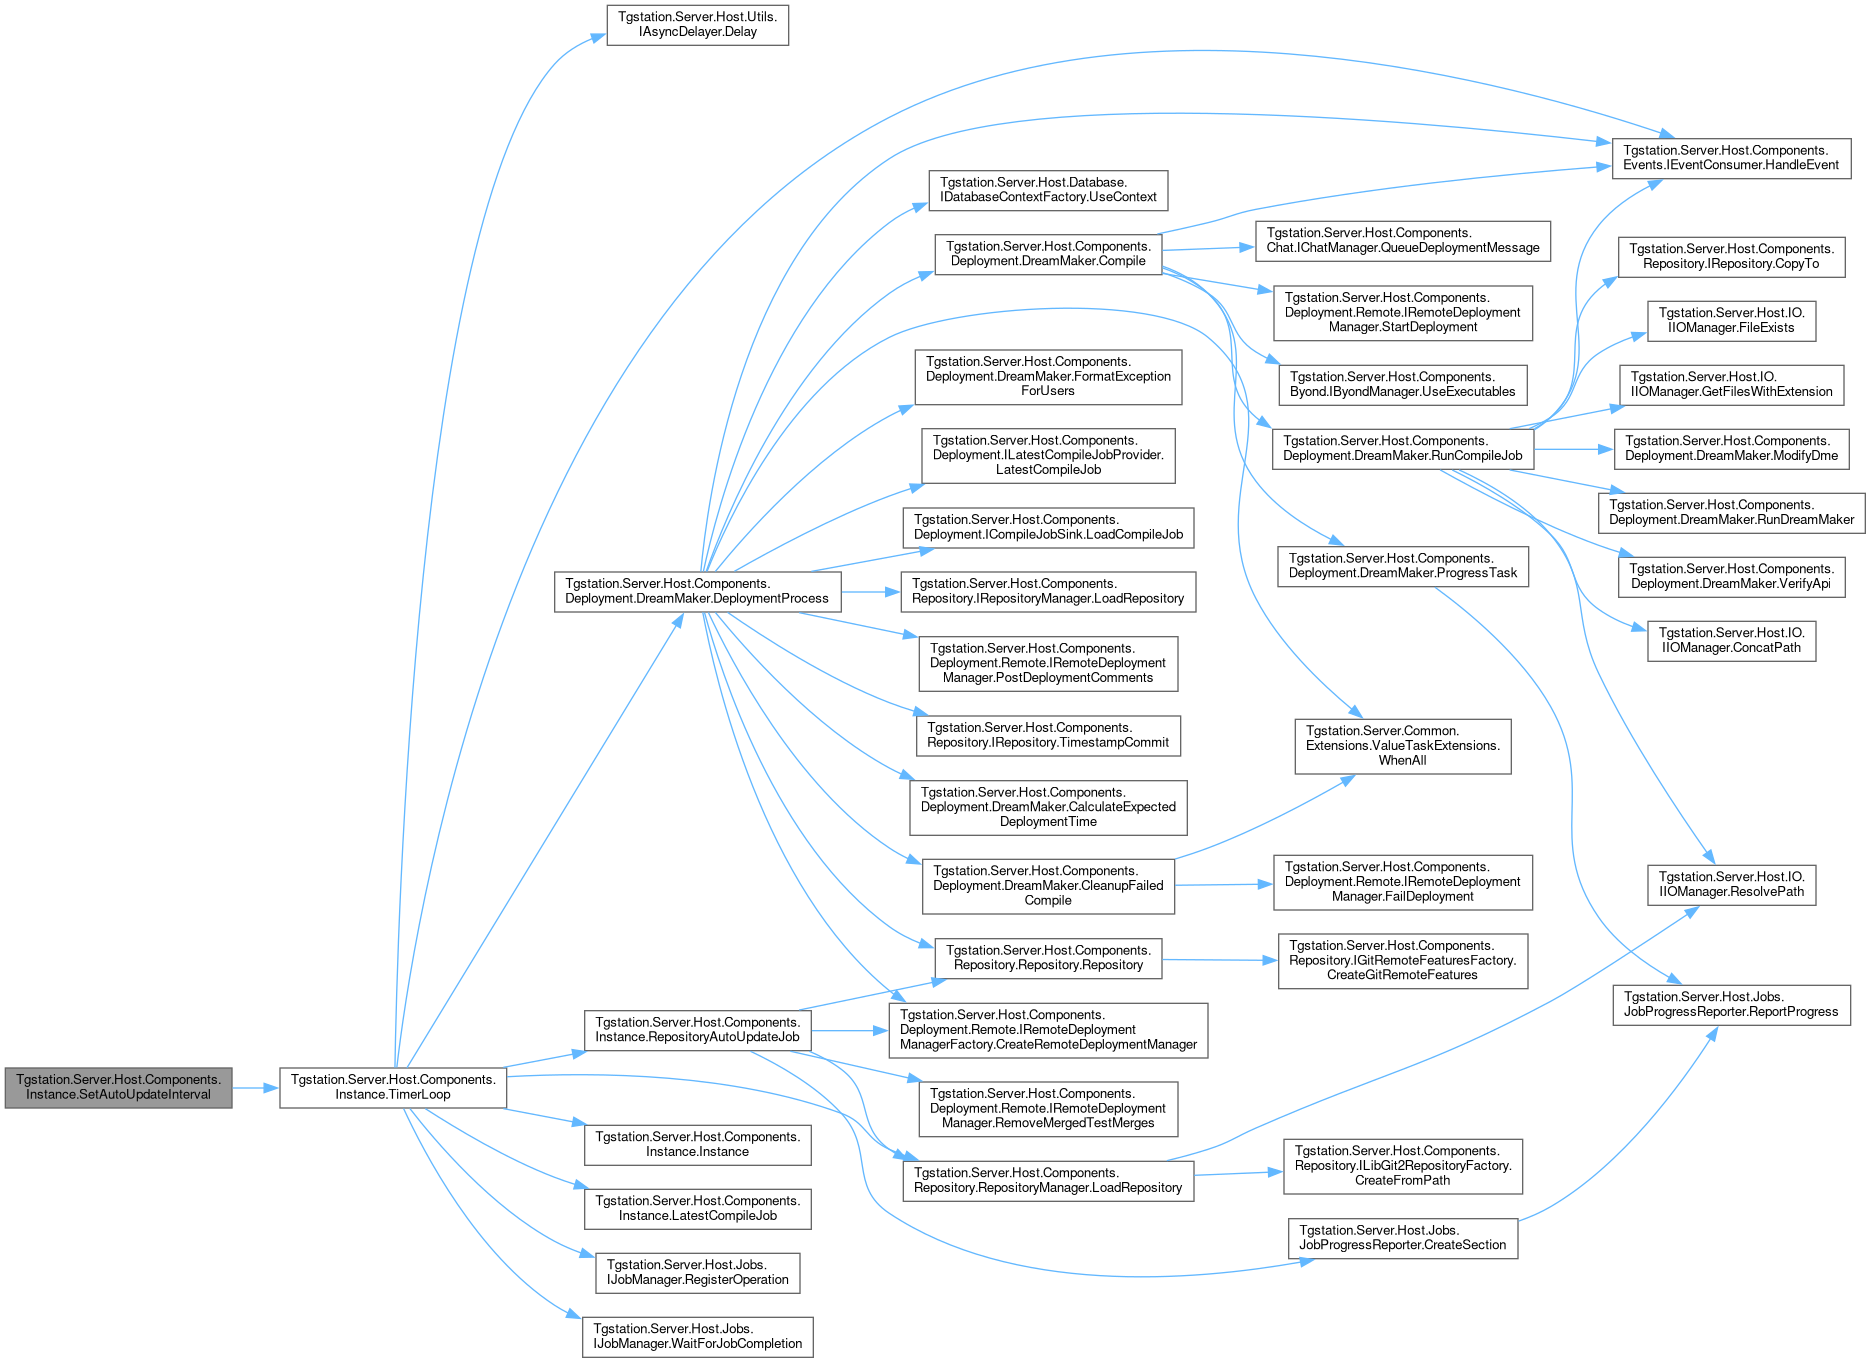 Tgstation.Server.Host.Components.
Instance.SetAutoUpdateInterval
Tgstation.Server.Host.Components.
Instance.TimerLoop
Tgstation.Server.Host.Utils.
IAsyncDelayer.Delay
Tgstation.Server.Host.Components.
Deployment.DreamMaker.DeploymentProcess
Tgstation.Server.Host.Components.
Instance.RepositoryAutoUpdateJob
Tgstation.Server.Host.Components.
Instance.Instance
Tgstation.Server.Host.Components.
Instance.LatestCompileJob
Tgstation.Server.Host.Jobs.
IJobManager.RegisterOperation
Tgstation.Server.Host.Jobs.
IJobManager.WaitForJobCompletion
Tgstation.Server.Host.Database.
IDatabaseContextFactory.UseContext
Tgstation.Server.Host.Components.
Deployment.DreamMaker.Compile
Tgstation.Server.Host.Components.
Deployment.DreamMaker.FormatException
ForUsers
Tgstation.Server.Host.Components.
Deployment.ILatestCompileJobProvider.
LatestCompileJob
Tgstation.Server.Host.Components.
Deployment.ICompileJobSink.LoadCompileJob
Tgstation.Server.Host.Components.
Repository.IRepositoryManager.LoadRepository
Tgstation.Server.Host.Components.
Deployment.Remote.IRemoteDeployment
Manager.PostDeploymentComments
Tgstation.Server.Host.Components.
Repository.IRepository.TimestampCommit
Tgstation.Server.Host.Components.
Deployment.DreamMaker.CalculateExpected
DeploymentTime
Tgstation.Server.Host.Components.
Deployment.DreamMaker.CleanupFailed
Compile
Tgstation.Server.Host.Components.
Repository.Repository.Repository
Tgstation.Server.Host.Components.
Deployment.Remote.IRemoteDeployment
ManagerFactory.CreateRemoteDeploymentManager
Tgstation.Server.Host.Components.
Deployment.Remote.IRemoteDeployment
Manager.RemoveMergedTestMerges
Tgstation.Server.Host.Components.
Repository.RepositoryManager.LoadRepository
Tgstation.Server.Host.Components.
Chat.IChatManager.QueueDeploymentMessage
Tgstation.Server.Host.Components.
Deployment.Remote.IRemoteDeployment
Manager.StartDeployment
Tgstation.Server.Host.Components.
Byond.IByondManager.UseExecutables
Tgstation.Server.Host.Components.
Deployment.DreamMaker.RunCompileJob
Tgstation.Server.Host.Components.
Deployment.DreamMaker.ProgressTask
Tgstation.Server.Common.
Extensions.ValueTaskExtensions.
WhenAll
Tgstation.Server.Host.Components.
Deployment.Remote.IRemoteDeployment
Manager.FailDeployment
Tgstation.Server.Host.Components.
Repository.IGitRemoteFeaturesFactory.
CreateGitRemoteFeatures
Tgstation.Server.Host.Components.
Repository.ILibGit2RepositoryFactory.
CreateFromPath
Tgstation.Server.Host.Jobs.
JobProgressReporter.CreateSection
Tgstation.Server.Host.Components.
Events.IEventConsumer.HandleEvent
Tgstation.Server.Host.Components.
Repository.IRepository.CopyTo
Tgstation.Server.Host.IO.
IIOManager.FileExists
Tgstation.Server.Host.IO.
IIOManager.GetFilesWithExtension
Tgstation.Server.Host.Components.
Deployment.DreamMaker.ModifyDme
Tgstation.Server.Host.Components.
Deployment.DreamMaker.RunDreamMaker
Tgstation.Server.Host.Components.
Deployment.DreamMaker.VerifyApi
Tgstation.Server.Host.IO.
IIOManager.ConcatPath
Tgstation.Server.Host.IO.
IIOManager.ResolvePath
Tgstation.Server.Host.Jobs.
JobProgressReporter.ReportProgress